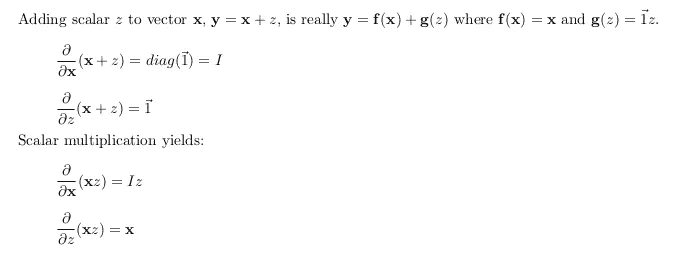 Adding scalar z to vector x, y = x + z, is really y = f(x) + g(z) where f(x) = x and g(z) = 1⃗z.
∂/∂x (x + z) = diag(1⃗) = I
∂/∂z (x + z) = 1⃗
Scalar multiplication yields:
∂/∂x (xz) = Iz
∂/∂z (xz) = x